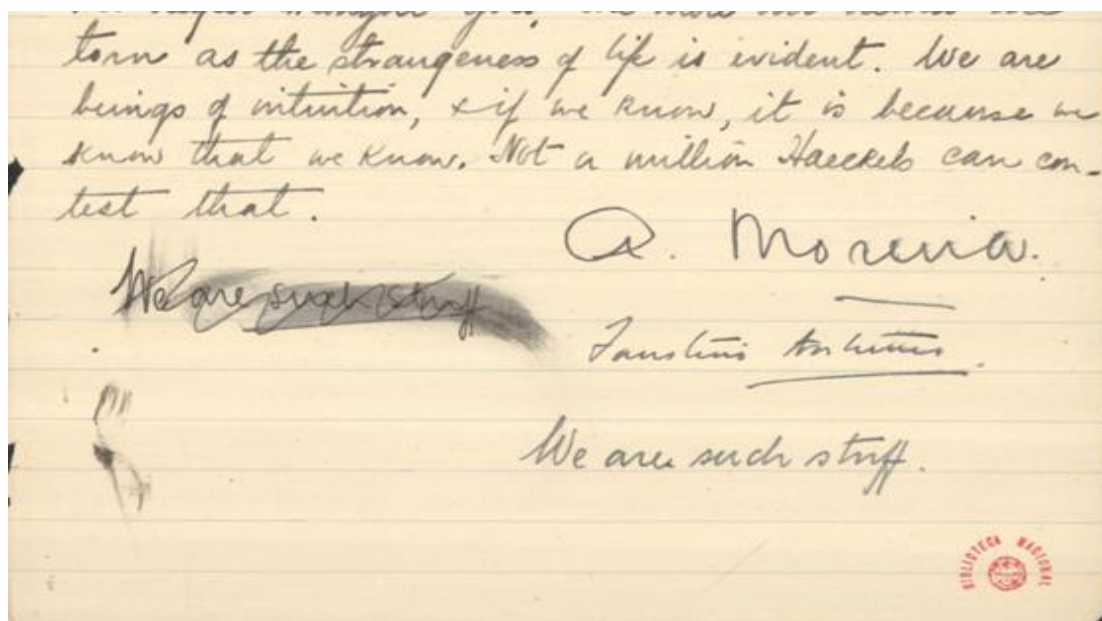 torn as the strangeness of life is evident. We are
beings of intuition, & if we know, it is because we
know that we know. Not a million Haeckels can con-
test that.
A. Moreira.
We are such stuff
Faustino Antunes.
We are such stuff.
BIBLIOTECA NACIONAL